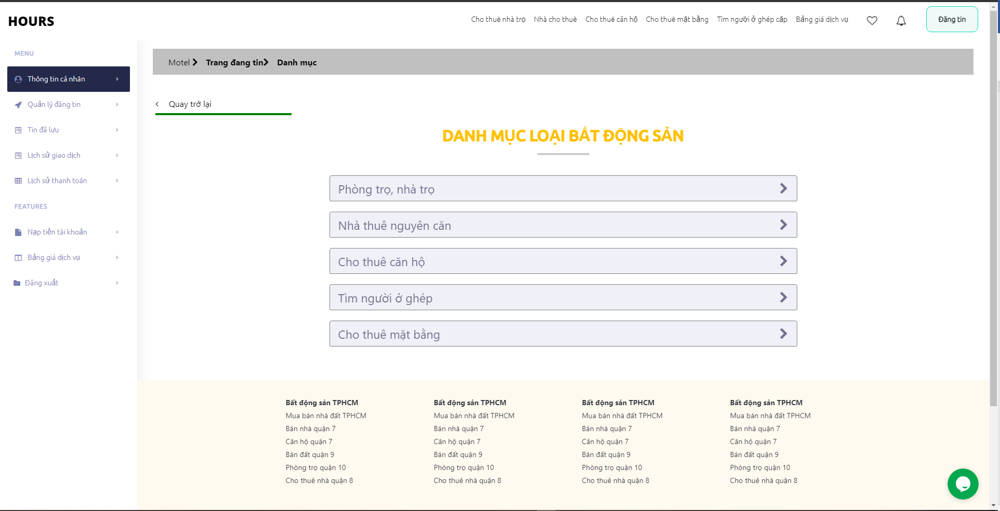 HOURS
Cho thuê nhà trọ Nhà cho thuê Cho thuê căn hộ Cho thuê mặt bằng Tìm người ở ghép cặp Bảng giá dịch vụ Đăng tin
MENU
Thông tin cá nhân
Quản lý đăng tin
Tin đã lưu
Lịch sử giao dịch
Lịch sử thanh toán
FEATURES
Nạp tiền tài khoản
Bảng giá dịch vụ
Đăng xuất
Motel Trang đang tin Danh mục
Quay trở lại
DANH MỤC LOẠI BẤT ĐỘNG SẢN
Phòng trọ, nhà trọ
Nhà thuê nguyên căn
Cho thuê căn hộ
Tìm người ở ghép
Cho thuê mặt bằng
Bất động sản TPHCM
Mua bán nhà đất TPHCM
Bán nhà quận 7
Căn hộ quận 7
Bán đất quận 9
Phòng trọ quận 10
Cho thuê nhà quận 8
Bất động sản TPHCM
Mua bán nhà đất TPHCM
Bán nhà quận 7
Căn hộ quận 7
Bán đất quận 9
Phòng trọ quận 10
Cho thuê nhà quận 8
Bất động sản TPHCM
Mua bán nhà đất TPHCM
Bán nhà quận 7
Căn hộ quận 7
Bán đất quận 9
Phòng trọ quận 10
Cho thuê nhà quận 8
Bất động sản TPHCM
Mua bán nhà đất TPHCM
Bán nhà quận 7
Căn hộ quận 7
Bán đất quận 9
Phòng trọ quận 10
Cho thuê nhà quận 8